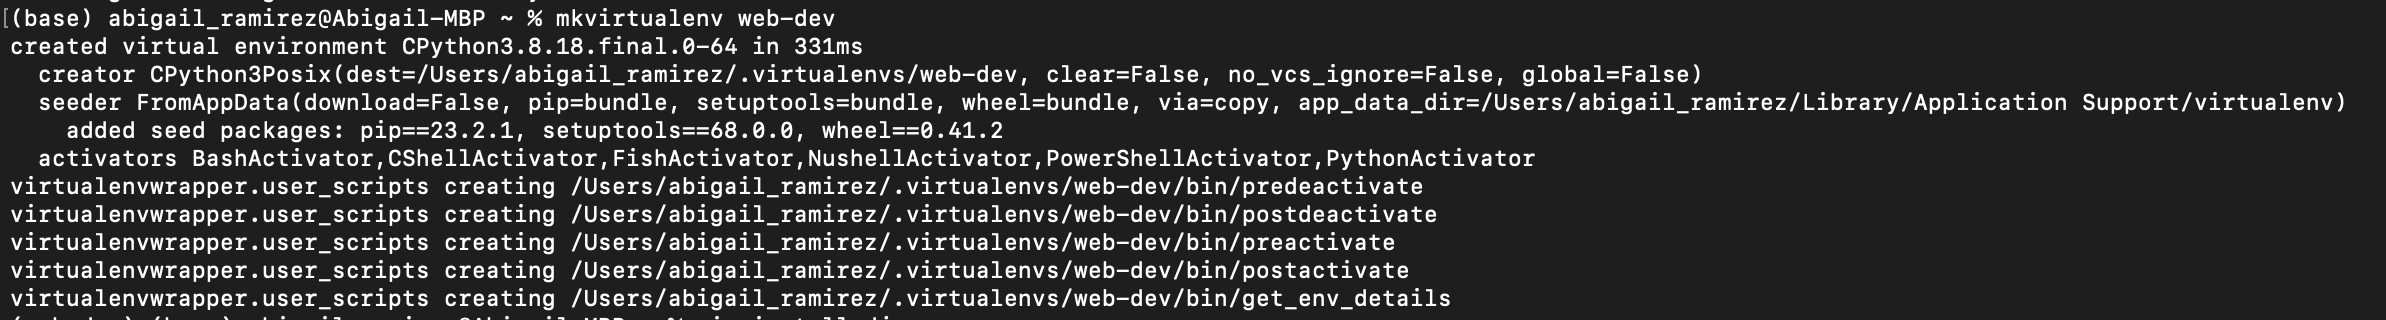 (base) abigail_ramirez@Abigail-MBP ~ % mkvirtualenv web-dev
created virtual environment CPython3.8.18.final.0-64 in 331ms
  creator CPython3Posix(dest=/Users/abigail_ramirez/.virtualenvs/web-dev, clear=False, no_vcs_ignore=False, global=False)
  seeder FromAppData(download=False, pip=bundle, setuptools=bundle, wheel=bundle, via=copy, app_data_dir=/Users/abigail_ramirez/Library/Application Support/virtualenv)
    added seed packages: pip==23.2.1, setuptools==68.0.0, wheel==0.41.2
  activators BashActivator,CShellActivator,FishActivator,NushellActivator,PowerShellActivator,PythonActivator
virtualenvwrapper.user_scripts creating /Users/abigail_ramirez/.virtualenvs/web-dev/bin/predeactivate
virtualenvwrapper.user_scripts creating /Users/abigail_ramirez/.virtualenvs/web-dev/bin/postdeactivate
virtualenvwrapper.user_scripts creating /Users/abigail_ramirez/.virtualenvs/web-dev/bin/preactivate
virtualenvwrapper.user_scripts creating /Users/abigail_ramirez/.virtualenvs/web-dev/bin/postactivate
virtualenvwrapper.user_scripts creating /Users/abigail_ramirez/.virtualenvs/web-dev/bin/get_env_details